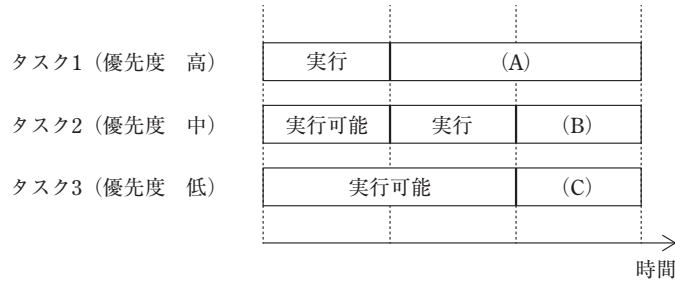 タスク1（優先度　高） 実行 （A）
タスク2（優先度　中） 実行可能 実行 （B）
タスク3（優先度　低） 実行可能 （C）
時間